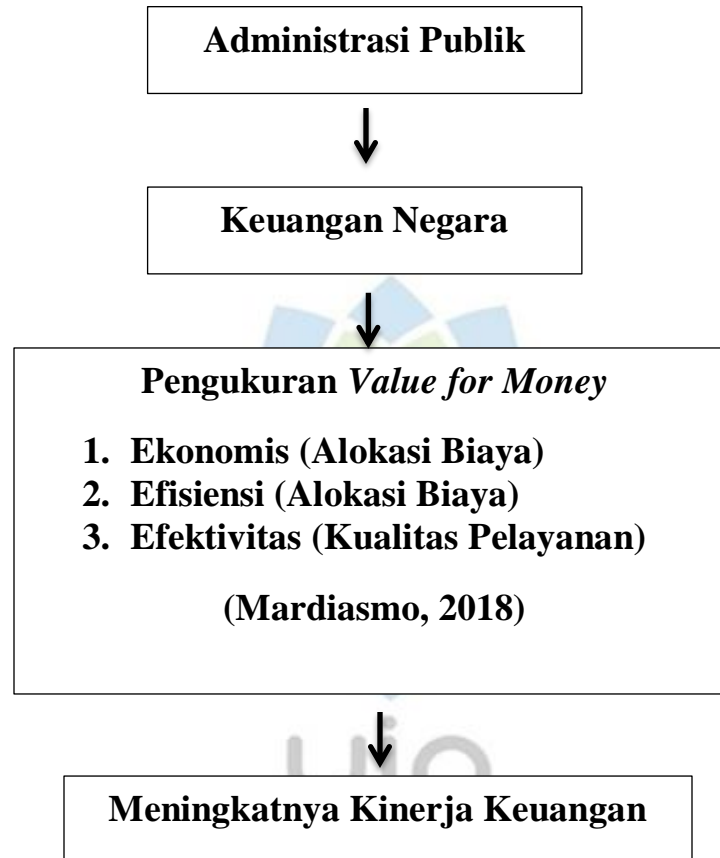 Administrasi Publik
Keuangan Negara
Pengukuran Value for Money
1. Ekonomis (Alokasi Biaya)
2. Efisiensi (Alokasi Biaya)
3. Efektivitas (Kualitas Pelayanan)
(Mardiasmo, 2018)
uin
Meningkatnya Kinerja Keuangan